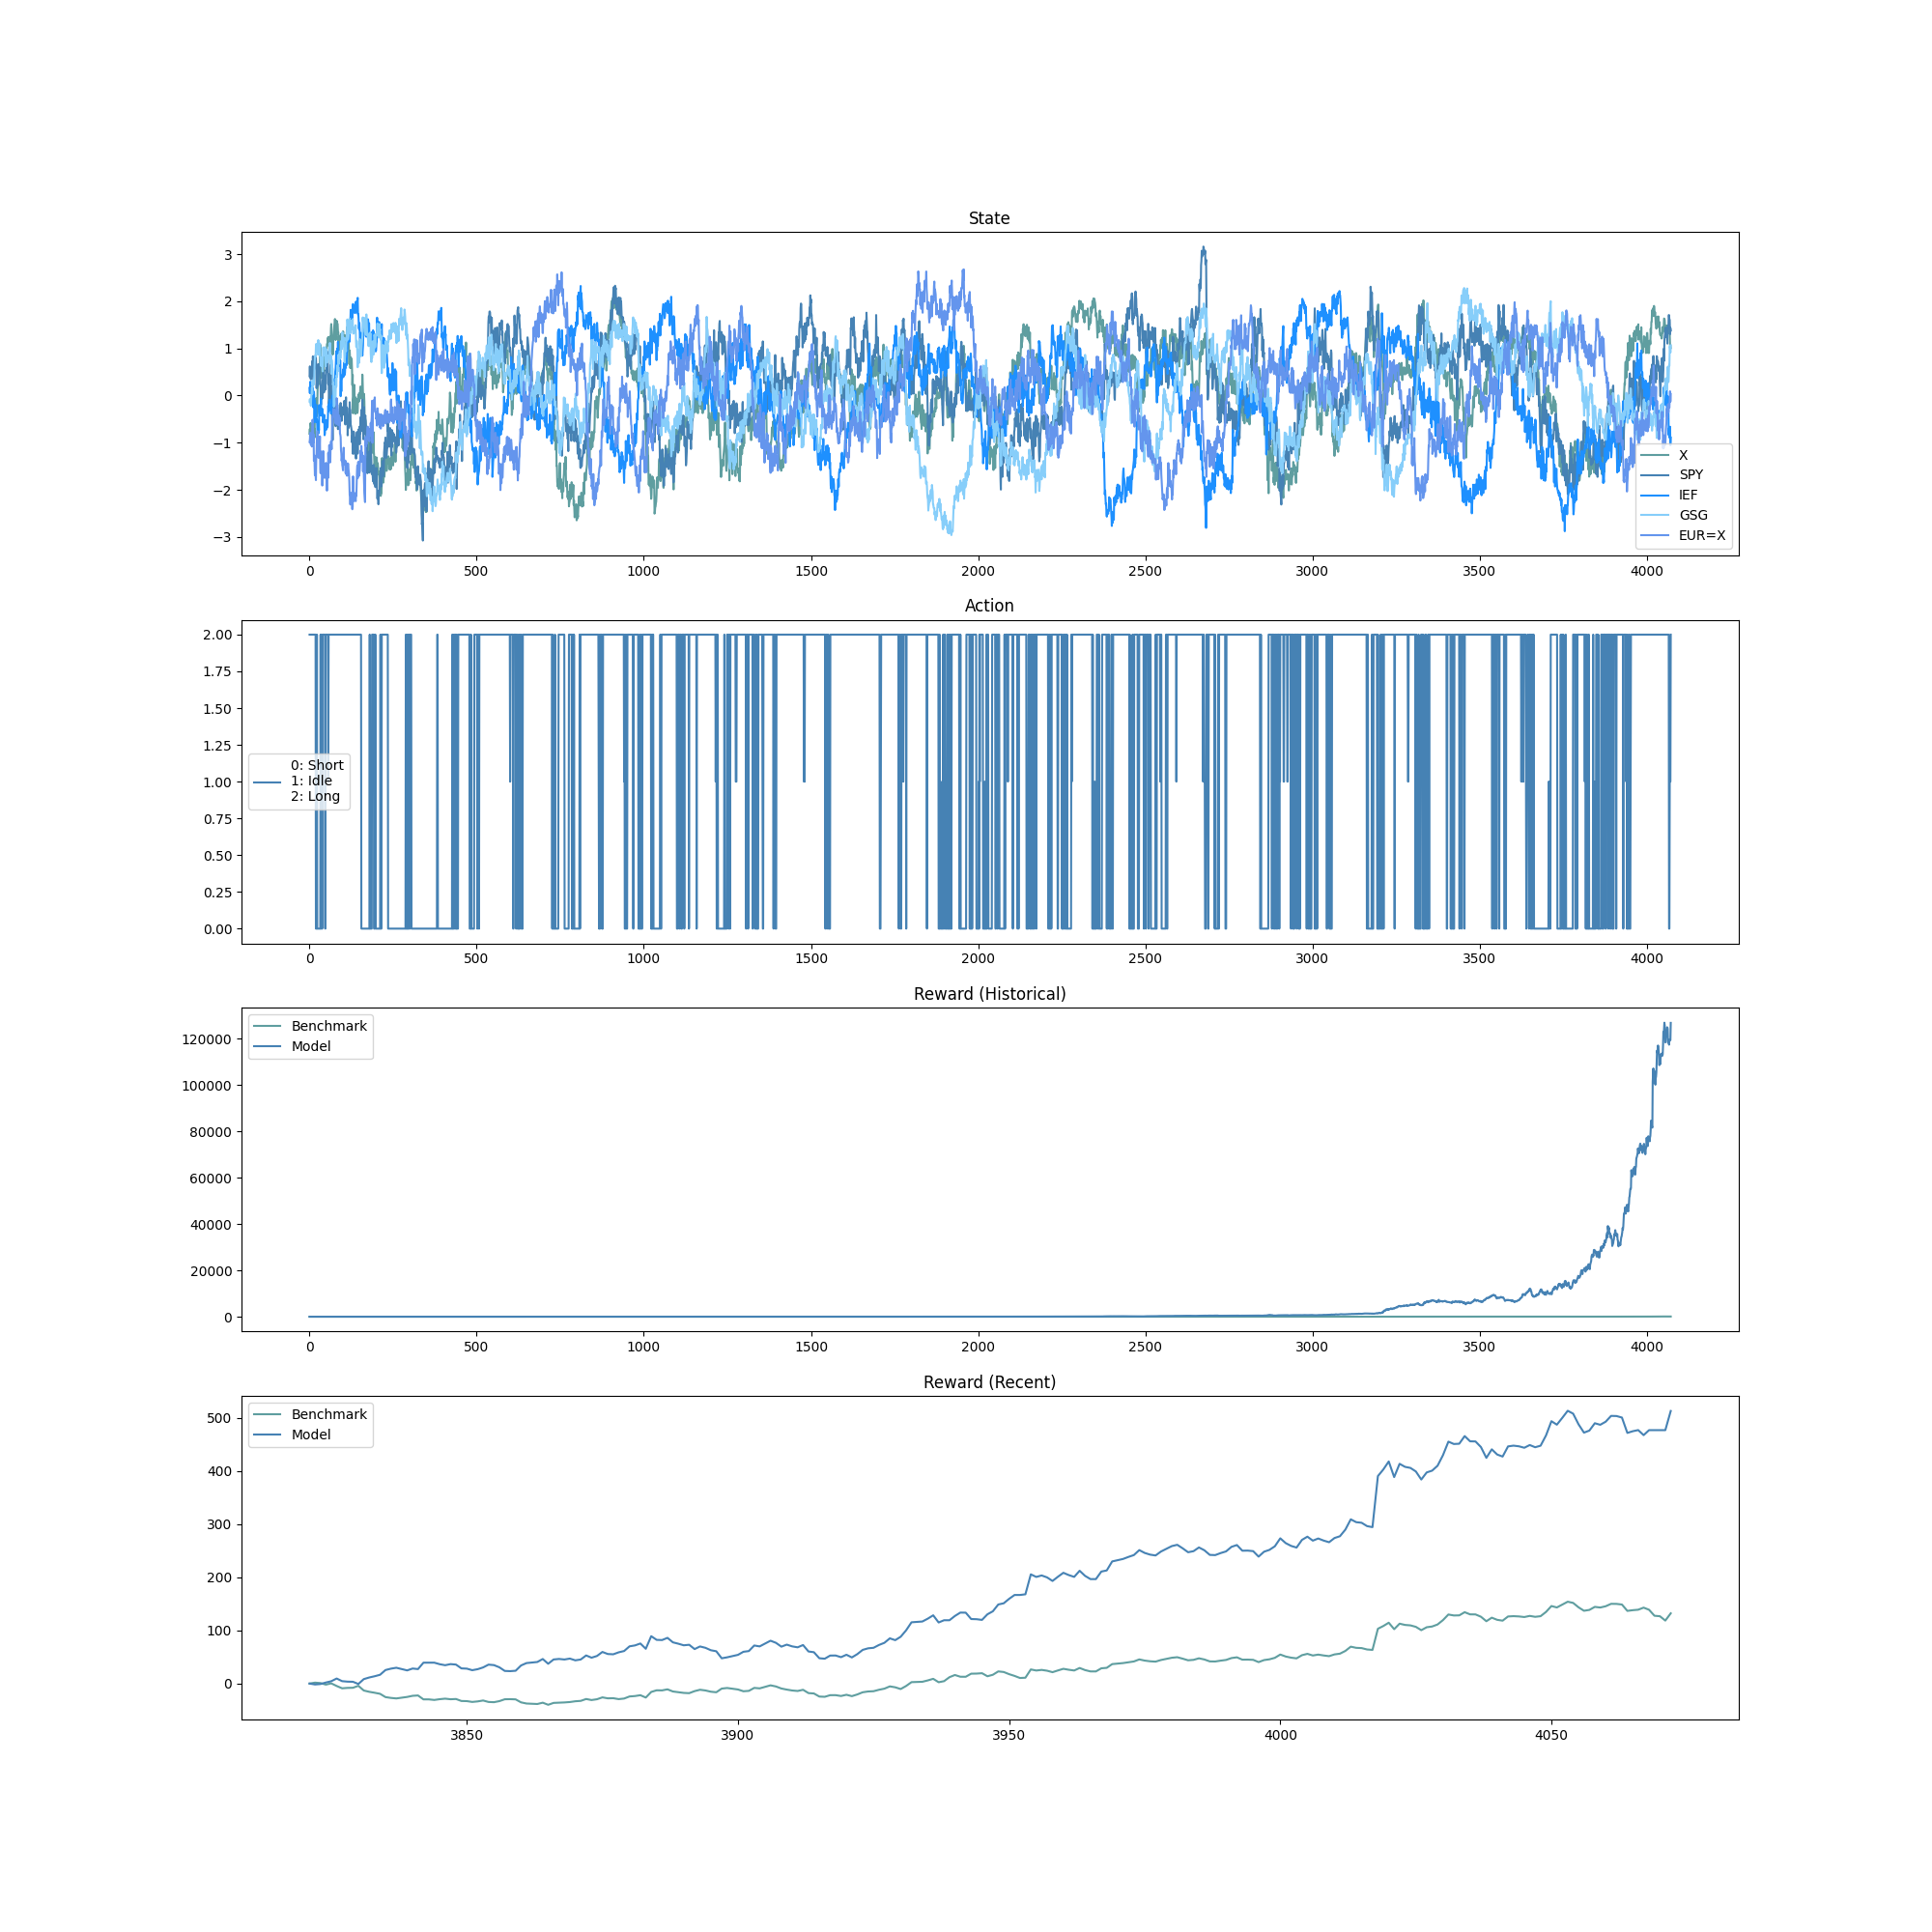 State
3
2
1
0
−1
−2
−3
X
SPY
IEF
GSG
EUR=X
0 500 1000 1500 2000 2500 3000 3500 4000
Action
2.00
1.75
1.50
1.25
1.00
0.75
0.50
0.25
0.00
0: Short
1: Idle
2: Long
0 500 1000 1500 2000 2500 3000 3500 4000
Reward (Historical)
Benchmark
Model
120000
100000
80000
60000
40000
20000
0
0 500 1000 1500 2000 2500 3000 3500 4000
Reward (Recent)
Benchmark
Model
500
400
300
200
100
0
3850 3900 3950 4000 4050